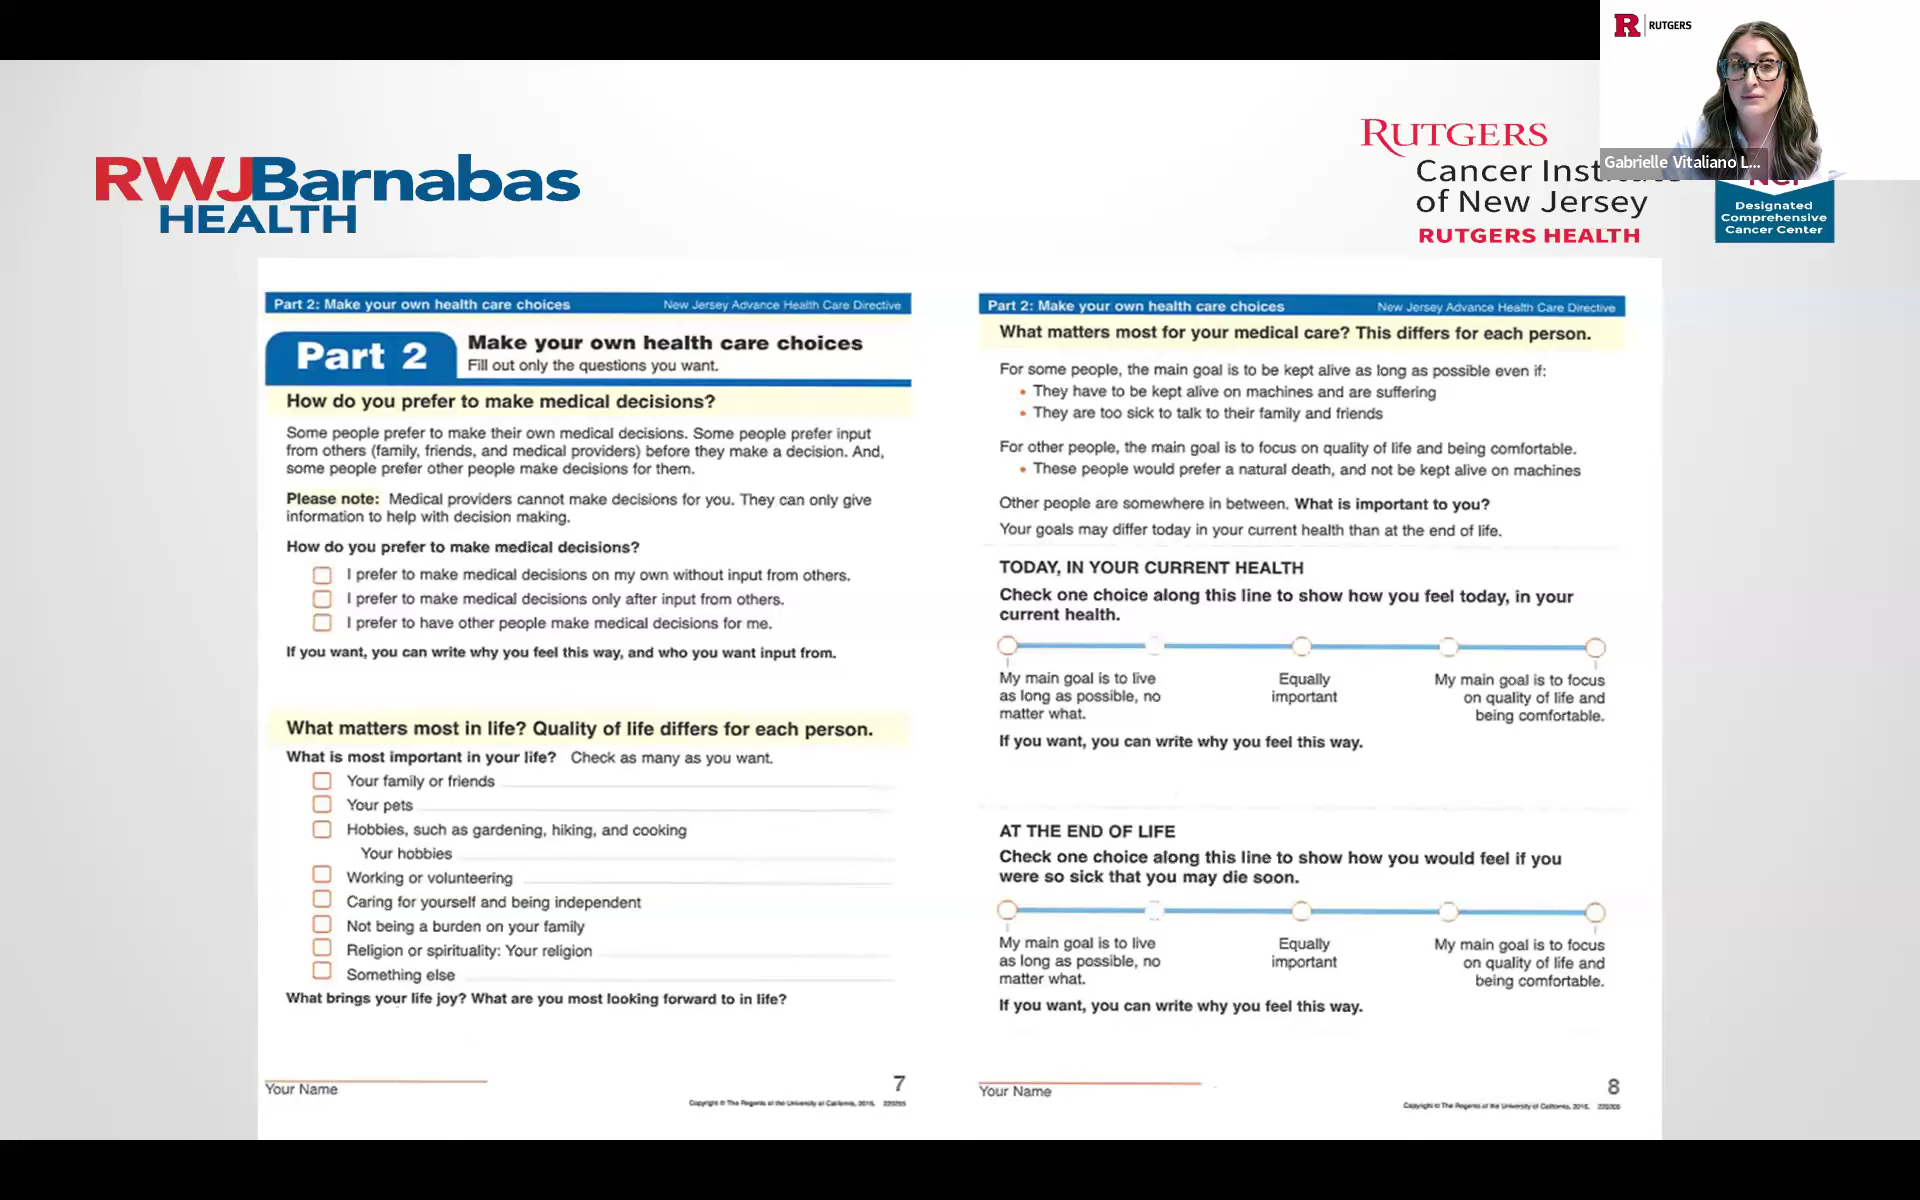 R RUTGERS
Gabrielle Vitaliano L...
RWJBarnabas
HEALTH
RUTGERS
Cancer Institute
of New Jersey
RUTGERS HEALTH
NCI
Designated
Comprehensive
Cancer Center
Part 2: Make your own health care choices New Jersey Advance Health Care Directive
Part 2
Make your own health care choices
Fill out only the questions you want.
How do you prefer to make medical decisions?
Some people prefer to make their own medical decisions. Some people prefer input
from others (family, friends, and medical providers) before they make a decision. And,
some people prefer other people make decisions for them.
Please note: Medical providers cannot make decisions for you. They can only give
information to help with decision making.
How do you prefer to make medical decisions?
I prefer to make medical decisions on my own without input from others.
I prefer to make medical decisions only after input from others.
I prefer to have other people make medical decisions for me.
If you want, you can write why you feel this way, and who you want input from.
What matters most in life? Quality of life differs for each person.
What is most important in your life? Check as many as you want.
Your family or friends
Your pets
Hobbies, such as gardening, hiking, and cooking
Your hobbies
Working or volunteering
Caring for yourself and being independent
Not being a burden on your family
Religion or spirituality: Your religion
Something else
What brings your life joy? What are you most looking forward to in life?
Your Name
7
Copyright © The Regents of the University of California, 2016.
Part 2: Make your own health care choices New Jersey Advance Health Care Directive
What matters most for your medical care? This differs for each person.
For some people, the main goal is to be kept alive as long as possible even if:
• They have to be kept alive on machines and are suffering
• They are too sick to talk to their family and friends
For other people, the main goal is to focus on quality of life and being comfortable.
• These people would prefer a natural death, and not be kept alive on machines
Other people are somewhere in between. What is important to you?
Your goals may differ today in your current health than at the end of life.
TODAY, IN YOUR CURRENT HEALTH
Check one choice along this line to show how you feel today, in your
current health.
My main goal is to live
as long as possible, no
matter what.
Equally
important
My main goal is to focus
on quality of life and
being comfortable.
If you want, you can write why you feel this way.
AT THE END OF LIFE
Check one choice along this line to show how you would feel if you
were so sick that you may die soon.
My main goal is to live
as long as possible, no
matter what.
Equally
important
My main goal is to focus
on quality of life and
being comfortable.
If you want, you can write why you feel this way.
Your Name
8
Copyright © The Regents of the University of California, 2016.